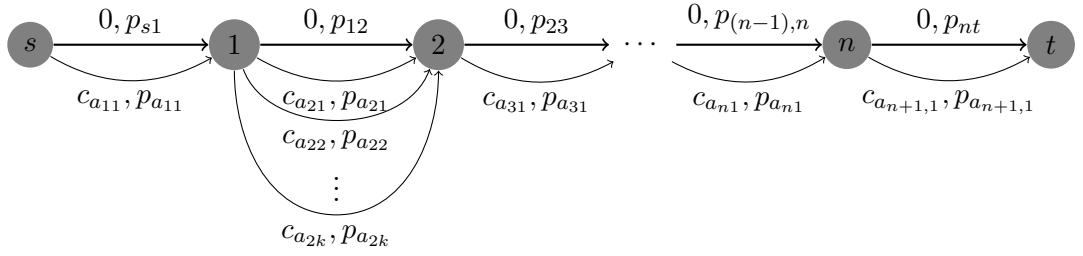 0, p_{s1} 0, p_{12} 0, p_{23} 0, p_{(n−1),n} 0, p_{nt}
s 1 2 ⋯ n t
c_{a_{11}}, p_{a_{11}} c_{a_{21}}, p_{a_{21}} c_{a_{31}}, p_{a_{31}} c_{a_{n1}}, p_{a_{n1}} c_{a_{n+1,1}}, p_{a_{n+1,1}}
c_{a_{22}}, p_{a_{22}}
⋮
c_{a_{2k}}, p_{a_{2k}}